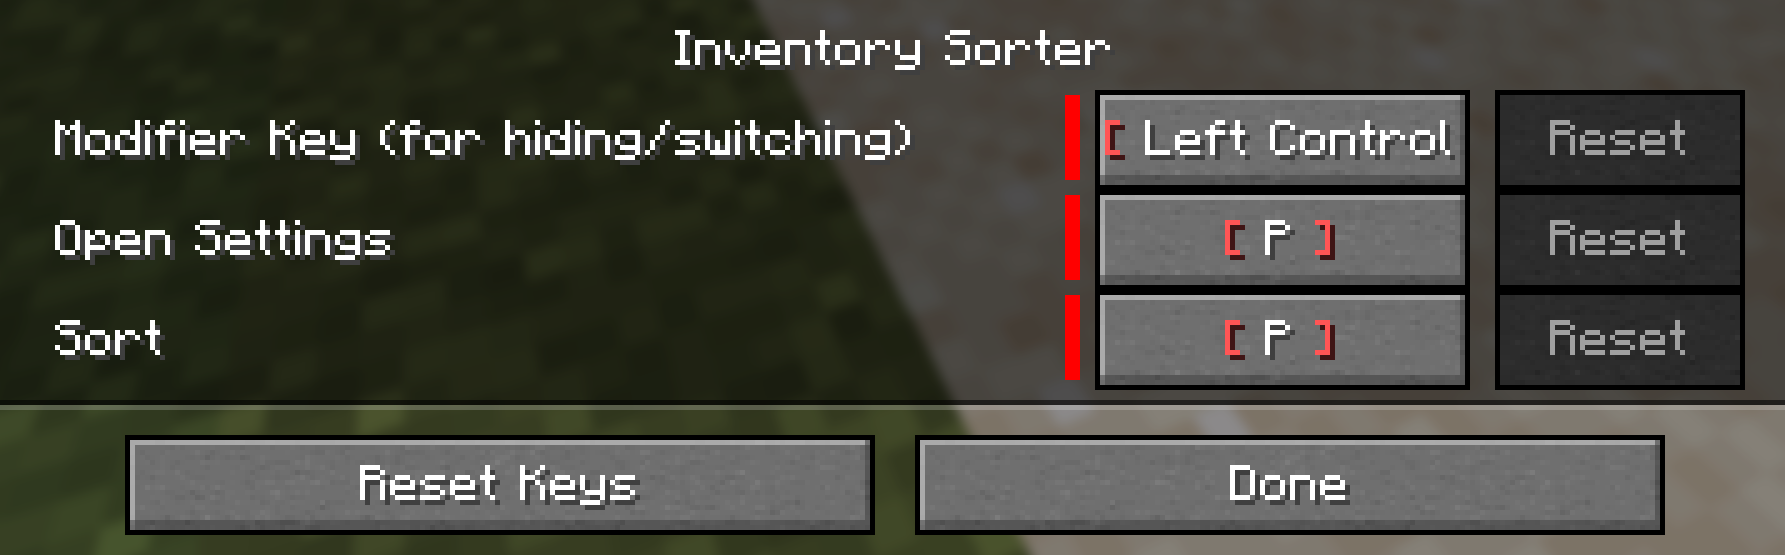 Inventory Sorter
Modifier Key (for hiding/switching) [ Left Control Reset
Open Settings [ P ] Reset
Sort [ P ] Reset
Reset Keys Done